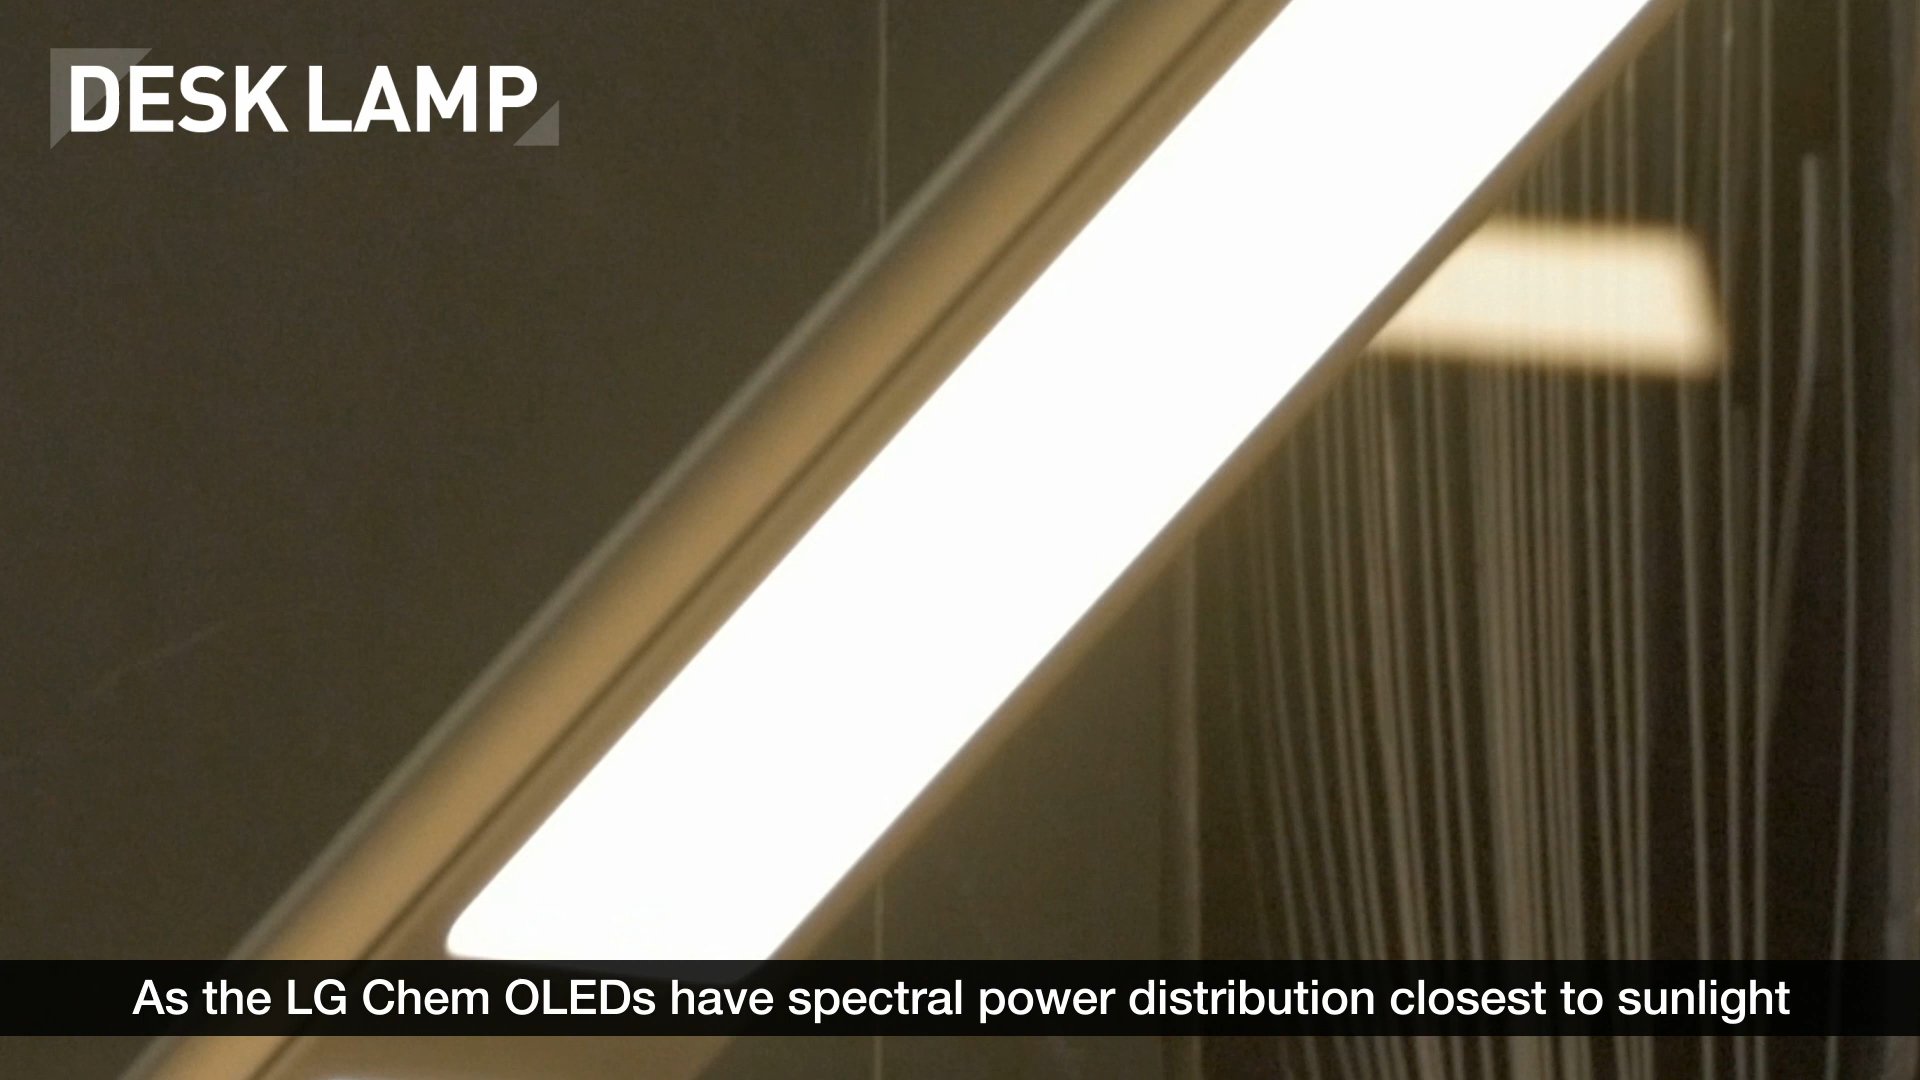 DESK LAMP
As the LG Chem OLEDs have spectral power distribution closest to sunlight